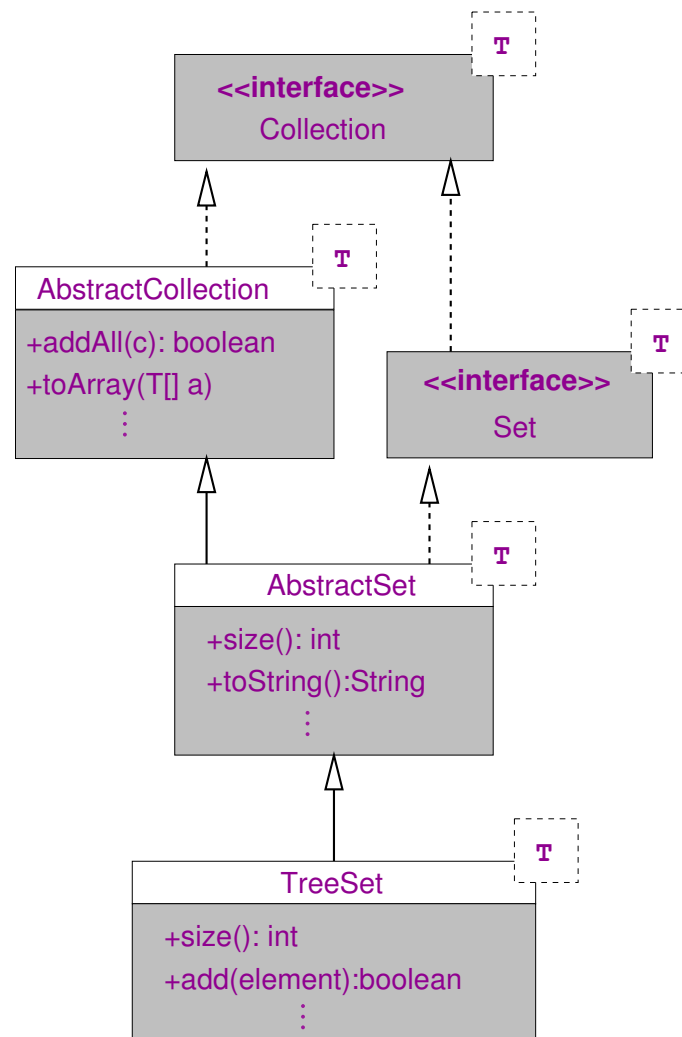 T
<<interface>>
Collection
T
AbstractCollection
+addAll(c): boolean
+toArray(T[] a)
⋮
T
<<interface>>
Set
T
AbstractSet
+size(): int
+toString():String
⋮
T
TreeSet
+size(): int
+add(element):boolean
⋮